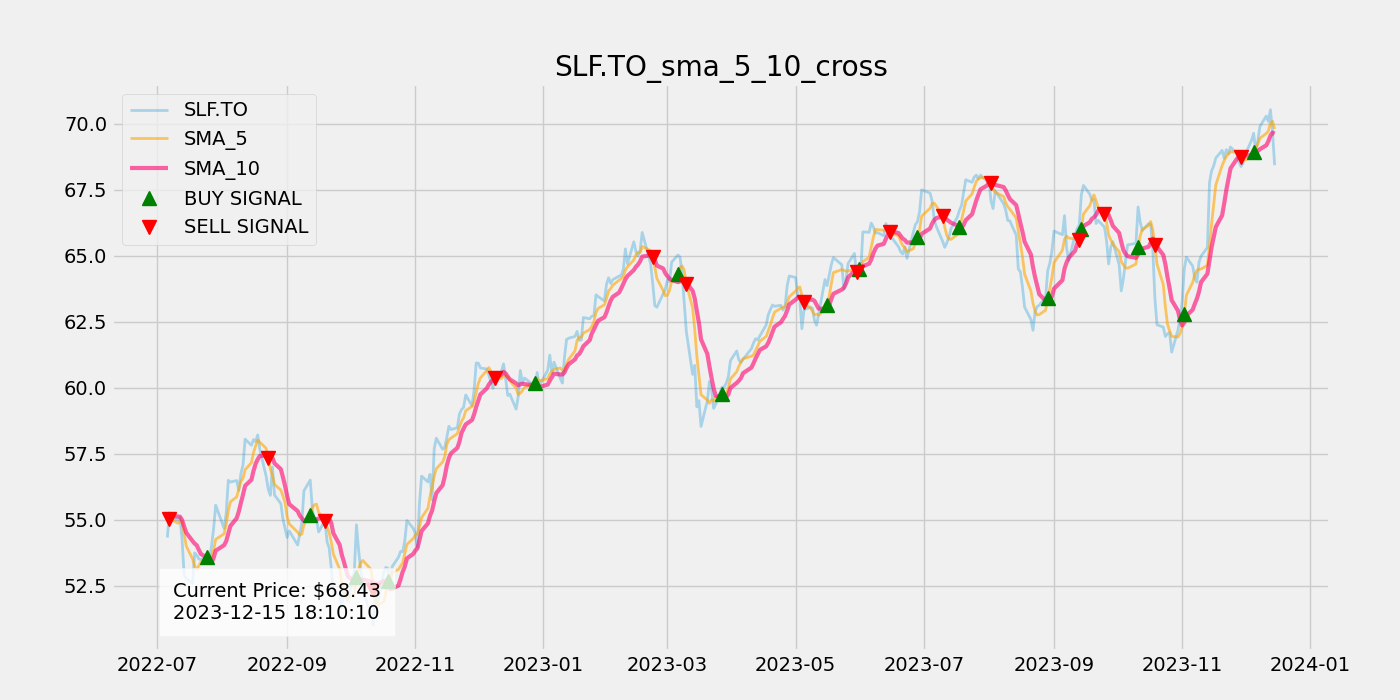 SLF.TO_sma_5_10_cross
SLF.TO
SMA_5
SMA_10
BUY SIGNAL
SELL SIGNAL
70.0
67.5
65.0
62.5
60.0
57.5
55.0
52.5
Current Price: $68.43
2023-12-15 18:10:10
2022-07 2022-09 2022-11 2023-01 2023-03 2023-05 2023-07 2023-09 2023-11 2024-01